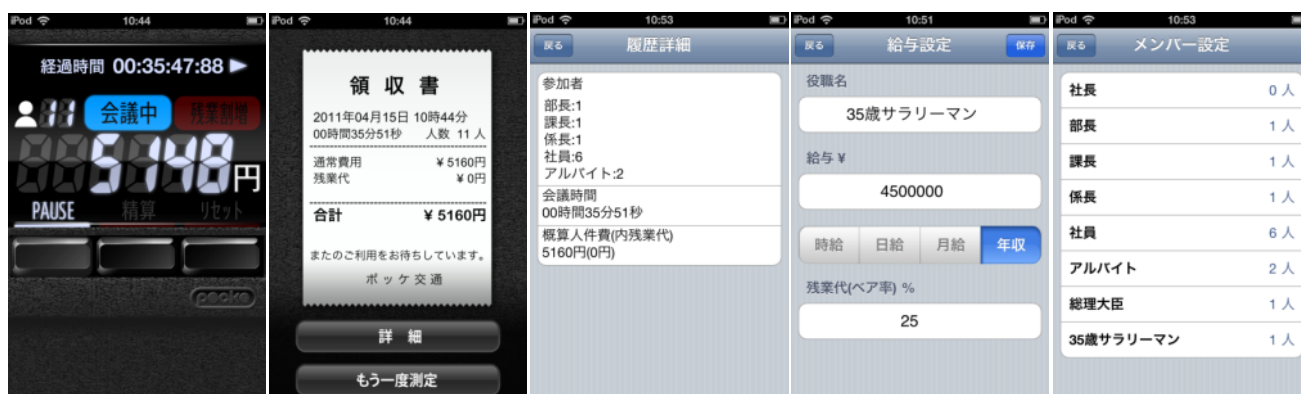 iPod 10:44
経過時間 00:35:47:88
11 会議中 残業割増
5148円
PAUSE 精算 リセット
pocke
iPod 10:44
領収書
2011年04月15日 10時44分
00時間35分51秒 人数 11 人
通常費用 ¥ 5160円
残業代 ¥ 0円
合計 ¥ 5160円
またのご利用をお待ちしています。
ポッケ交通
詳 細
もう一度測定
iPod 10:53
戻る 履歴詳細
参加者
部長:1
課長:1
係長:1
社員:6
アルバイト:2
会議時間
00時間35分51秒
概算人件費(内残業代)
5160円(0円)
iPod 10:51
戻る 給与設定 保存
役職名
35歳サラリーマン
給与 ¥
4500000
時給 日給 月給 年収
残業代(ベア率) %
25
iPod 10:53
戻る メンバー設定
社長 0 人
部長 1 人
課長 1 人
係長 1 人
社員 6 人
アルバイト 2 人
総理大臣 1 人
35歳サラリーマン 1 人